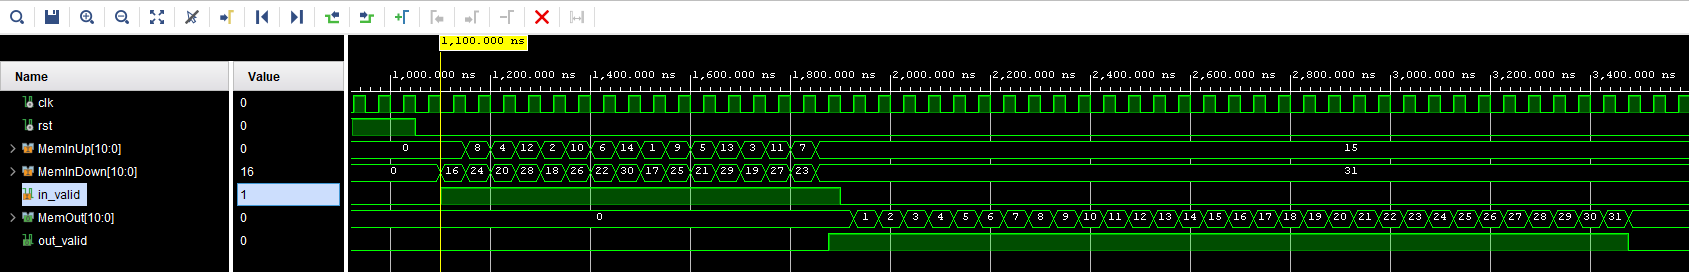 1,100.000 ns
Name Value
1,000.000 ns 1,200.000 ns 1,400.000 ns 1,600.000 ns 1,800.000 ns 2,000.000 ns 2,200.000 ns 2,400.000 ns 2,600.000 ns 2,800.000 ns 3,000.000 ns 3,200.000 ns 3,400.000 ns
clk 0
rst 0
MemInUp[10:0] 0 0 8 4 12 2 10 6 14 1 9 5 13 3 11 7 15
MemInDown[10:0] 16 0 16 24 20 28 18 26 22 30 17 25 21 29 19 27 23 31
in_valid 1
MemOut[10:0] 0 0 1 2 3 4 5 6 7 8 9 10 11 12 13 14 15 16 17 18 19 20 21 22 23 24 25 26 27 28 29 30 31
out_valid 0